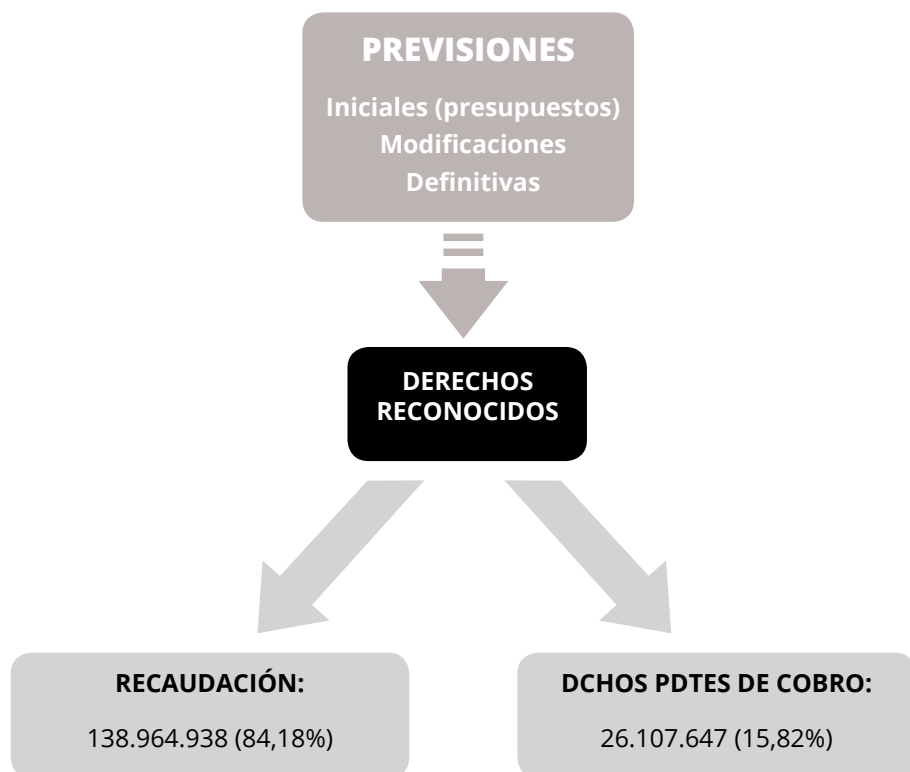 PREVISIONES
Iniciales (presupuestos)
Modificaciones
Definitivas
DERECHOS
RECONOCIDOS
RECAUDACIÓN:
138.964.938 (84,18%)
DCHOS PDTES DE COBRO:
26.107.647 (15,82%)